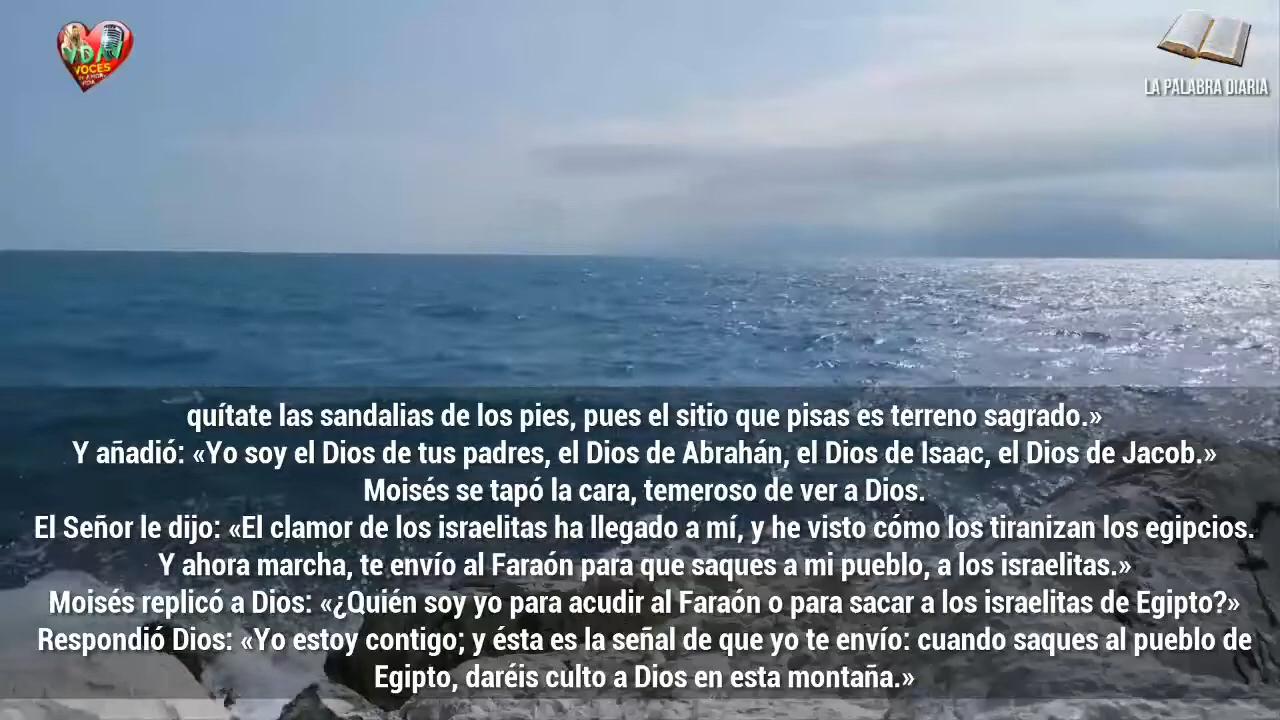 VDAV
VOCES
DE AMOR Y
VIDA
LA PALABRA DIARIA
quítate las sandalias de los pies, pues el sitio que pisas es terreno sagrado.»
Y añadió: «Yo soy el Dios de tus padres, el Dios de Abrahán, el Dios de Isaac, el Dios de Jacob.»
Moisés se tapó la cara, temeroso de ver a Dios.
El Señor le dijo: «El clamor de los israelitas ha llegado a mí, y he visto cómo los tiranizan los egipcios.
Y ahora marcha, te envío al Faraón para que saques a mi pueblo, a los israelitas.»
Moisés replicó a Dios: «¿Quién soy yo para acudir al Faraón o para sacar a los israelitas de Egipto?»
Respondió Dios: «Yo estoy contigo; y ésta es la señal de que yo te envío: cuando saques al pueblo de
Egipto, daréis culto a Dios en esta montaña.»